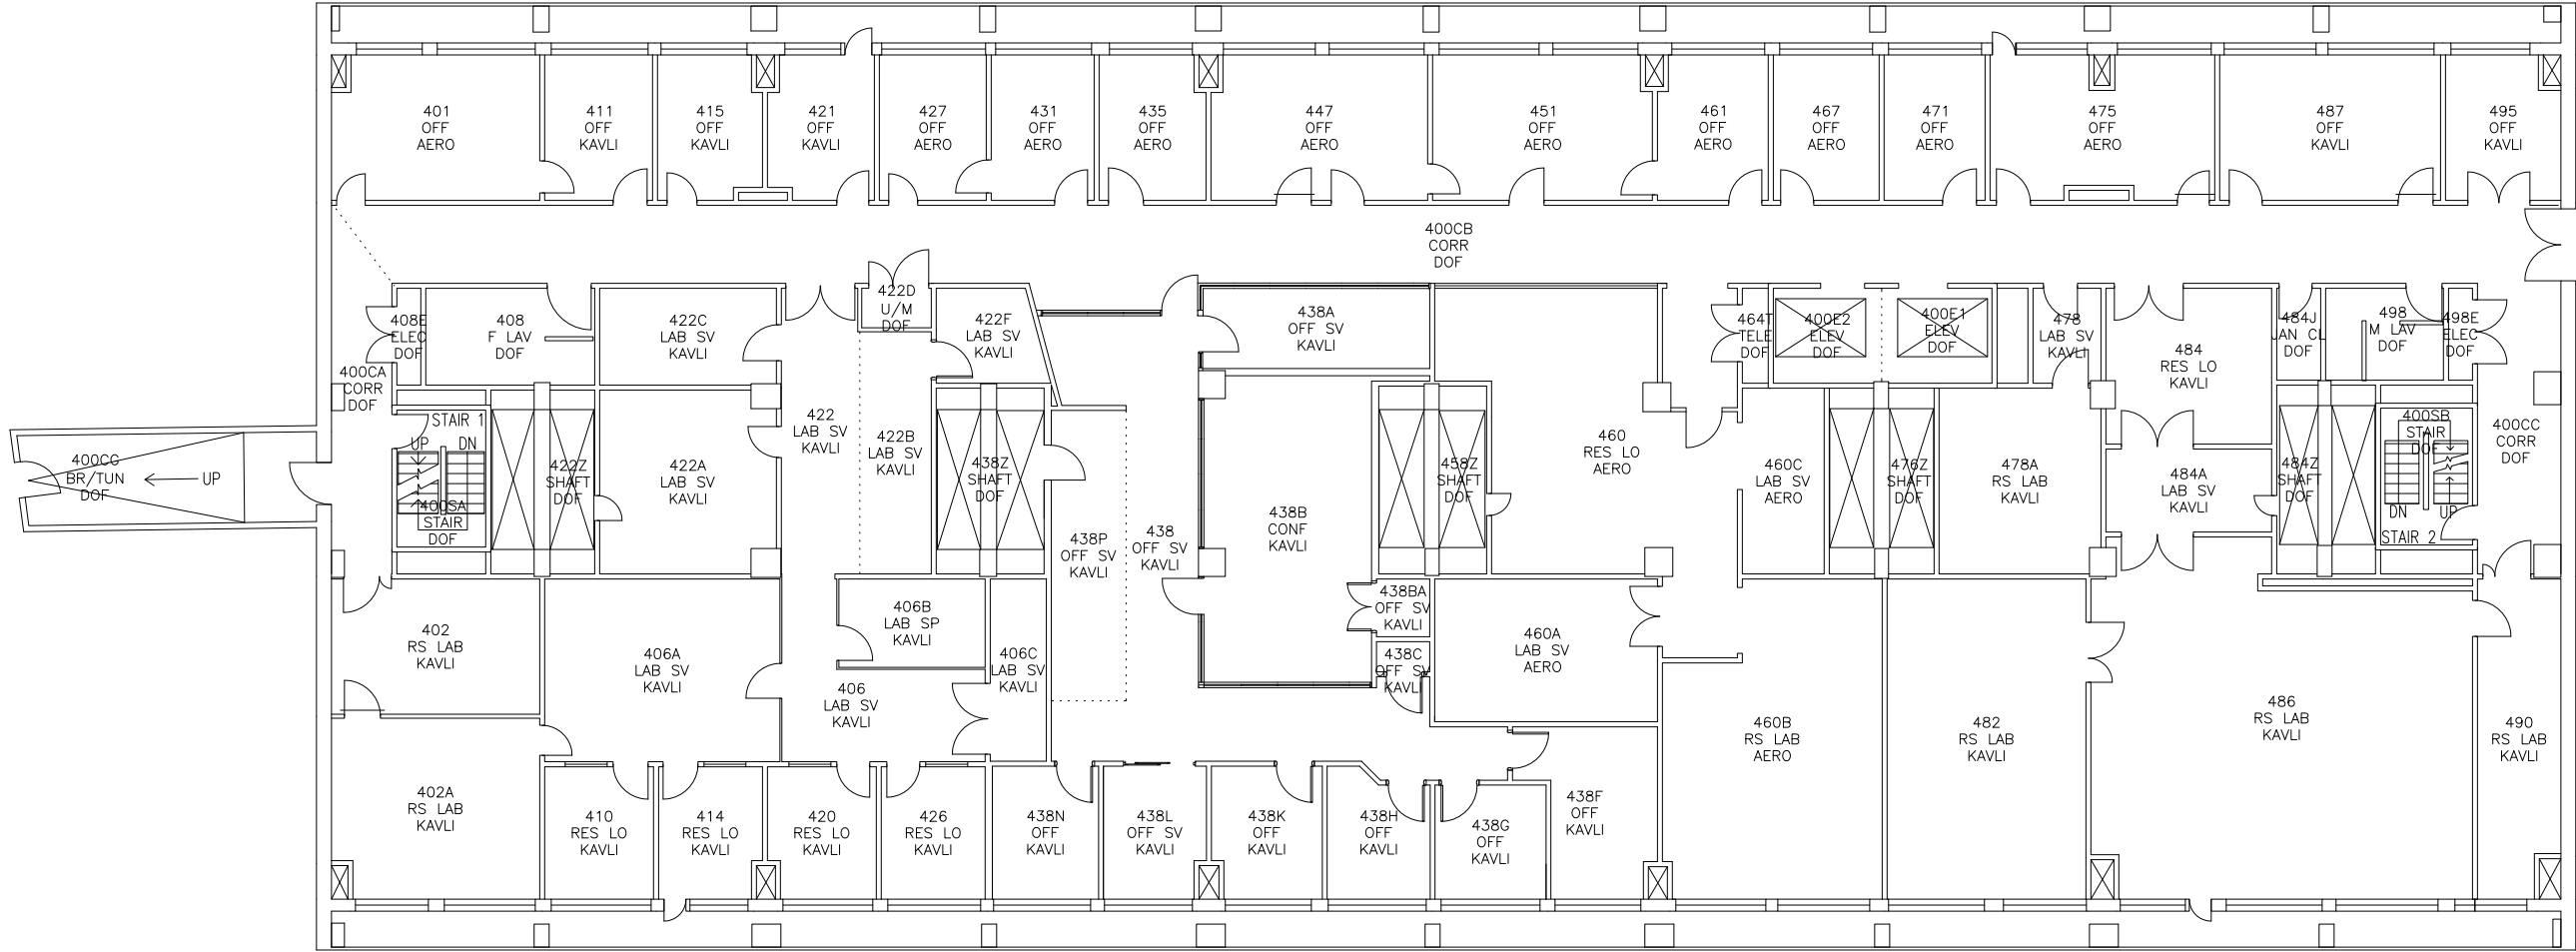 401
OFF
AERO
411
OFF
KAVLI
415
OFF
KAVLI
421
OFF
KAVLI
427
OFF
AERO
431
OFF
AERO
435
OFF
AERO
447
OFF
AERO
451
OFF
AERO
461
OFF
AERO
467
OFF
AERO
471
OFF
AERO
475
OFF
AERO
487
OFF
KAVLI
495
OFF
KAVLI
400CB
CORR
DOF
408E
ELEC
DOF
408
F LAV
DOF
422C
LAB SV
KAVLI
422D
U/M
DOF
422F
LAB SV
KAVLI
438A
OFF SV
KAVLI
464T
TELE
DOF
400E2
ELEV
DOF
400E1
ELEV
DOF
478
LAB SV
KAVLI
484
RES LO
KAVLI
484J
JAN CL
DOF
498
M LAV
DOF
498E
ELEC
DOF
400CA
CORR
DOF
STAIR 1
UP DN
400SA
STAIR
DOF
400CG
BR/TUN
DOF
UP
422Z
SHAFT
DOF
422A
LAB SV
KAVLI
422
LAB SV
KAVLI
422B
LAB SV
KAVLI
438Z
SHAFT
DOF
438P
OFF SV
KAVLI
438
OFF SV
KAVLI
438B
CONF
KAVLI
458Z
SHAFT
DOF
460
RES LO
AERO
460C
LAB SV
AERO
476Z
SHAFT
DOF
478A
RS LAB
KAVLI
484A
LAB SV
KAVLI
484Z
SHAFT
DOF
400SB
STAIR
DOF
DN UP
STAIR 2
400CC
CORR
DOF
402
RS LAB
KAVLI
406A
LAB SV
KAVLI
406B
LAB SP
KAVLI
406C
LAB SV
KAVLI
406
LAB SV
KAVLI
438BA
OFF SV
KAVLI
438C
OFF SV
KAVLI
460A
LAB SV
AERO
460B
RS LAB
AERO
482
RS LAB
KAVLI
486
RS LAB
KAVLI
490
RS LAB
KAVLI
402A
RS LAB
KAVLI
410
RES LO
KAVLI
414
RES LO
KAVLI
420
RES LO
KAVLI
426
RES LO
KAVLI
438N
OFF
KAVLI
438L
OFF SV
KAVLI
438K
OFF
KAVLI
438H
OFF
KAVLI
438G
OFF
KAVLI
438F
OFF
KAVLI